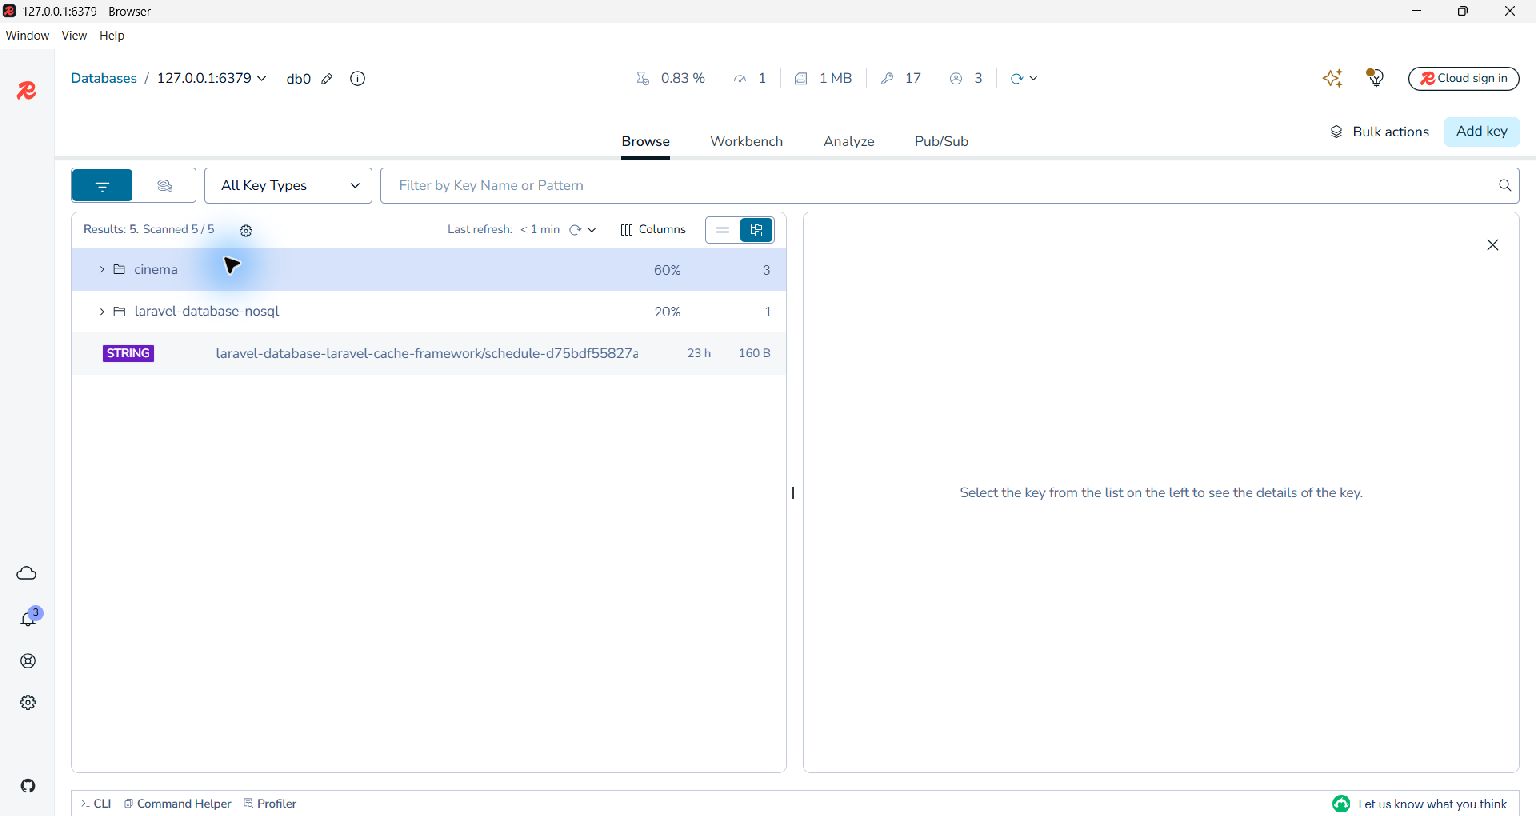 127.0.0.1:6379 Browser
Window View Help
Databases / 127.0.0.1:6379 db0 0.83 % 1 1 MB 17 3 Cloud sign in
Browse Workbench Analyze Pub/Sub Bulk actions Add key
All Key Types Filter by Key Name or Pattern
Results: 5. Scanned 5 / 5 Last refresh: < 1 min Columns
cinema 60% 3
laravel-database-nosql 20% 1
STRING laravel-database-laravel-cache-framework/schedule-d75bdf55827a 23 h 160 B
Select the key from the list on the left to see the details of the key.
3
CLI Command Helper Profiler Let us know what you think